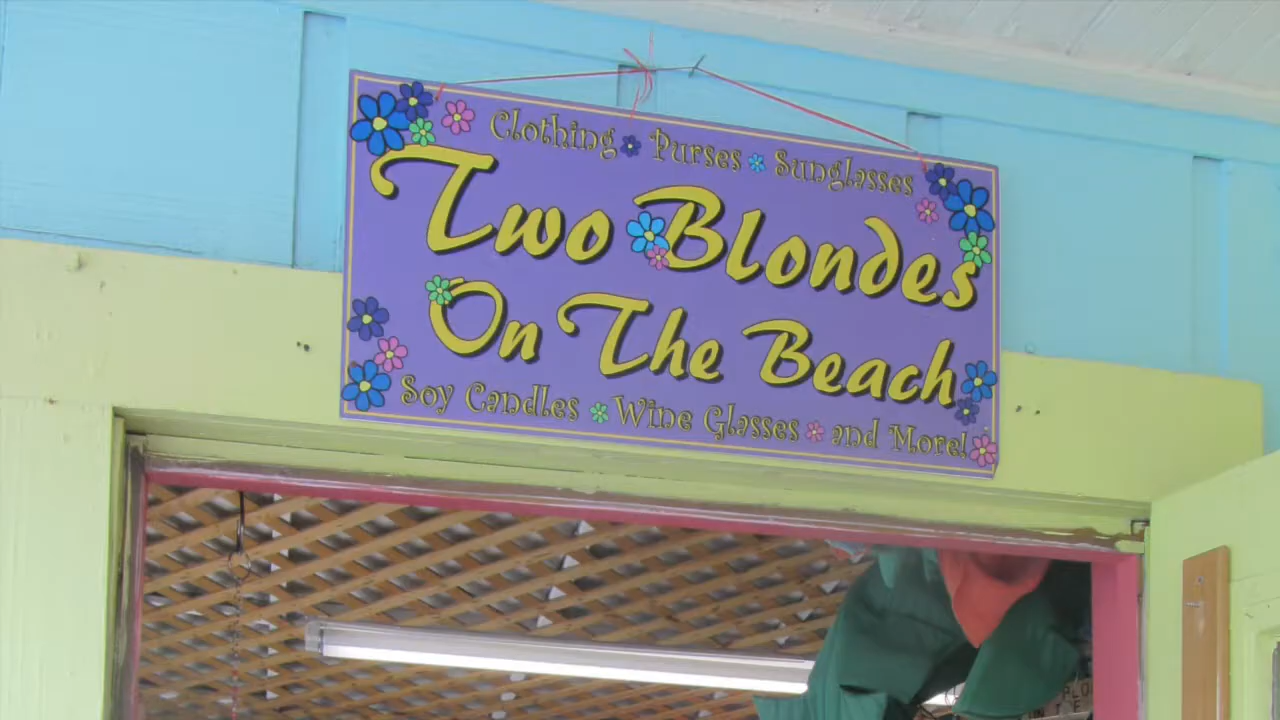 Clothing Purses Sunglasses
Two Blondes
On The Beach
Soy Candles Wine Glasses and More!